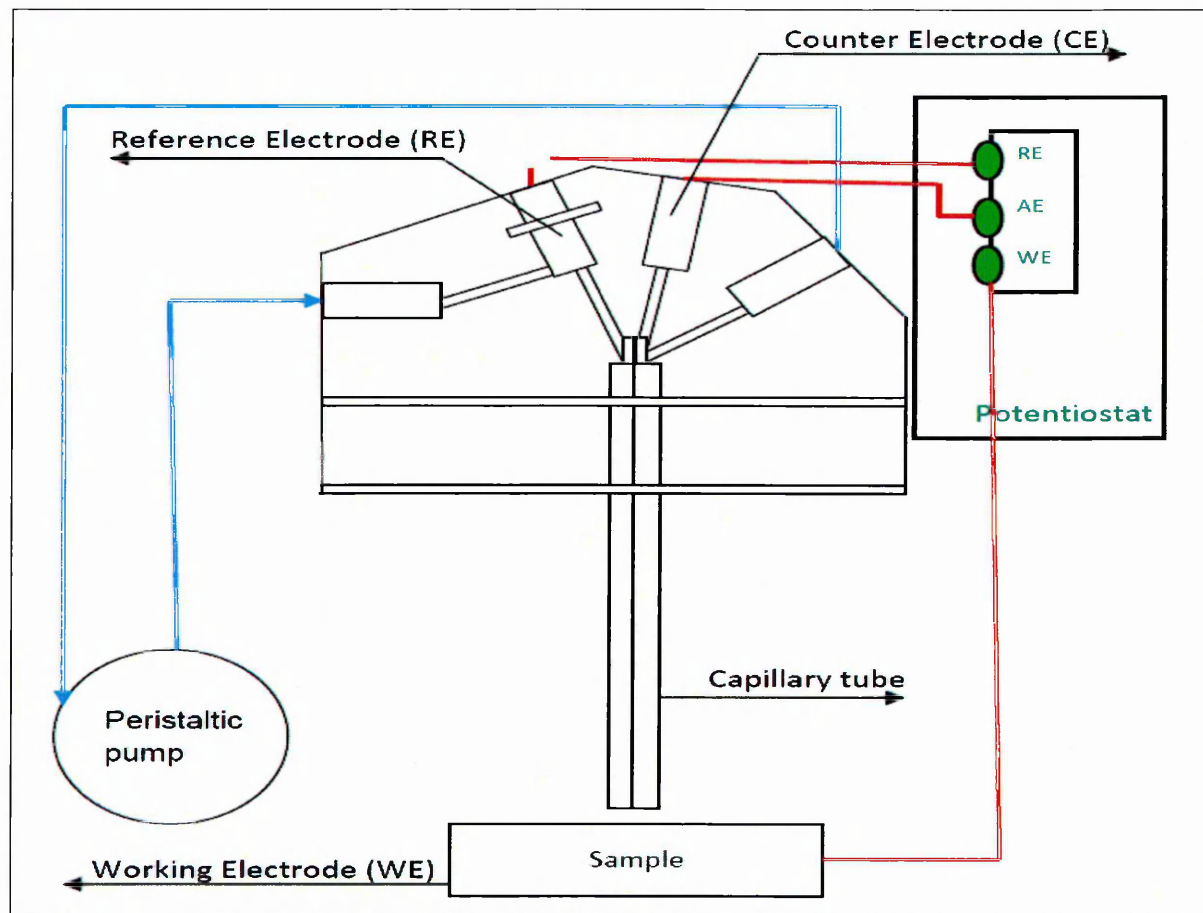 Counter Electrode (CE)
Reference Electrode (RE)
RE
AE
WE
Potentiostat
Capillary tube
Peristaltic
pump
Sample
Working Electrode (WE)